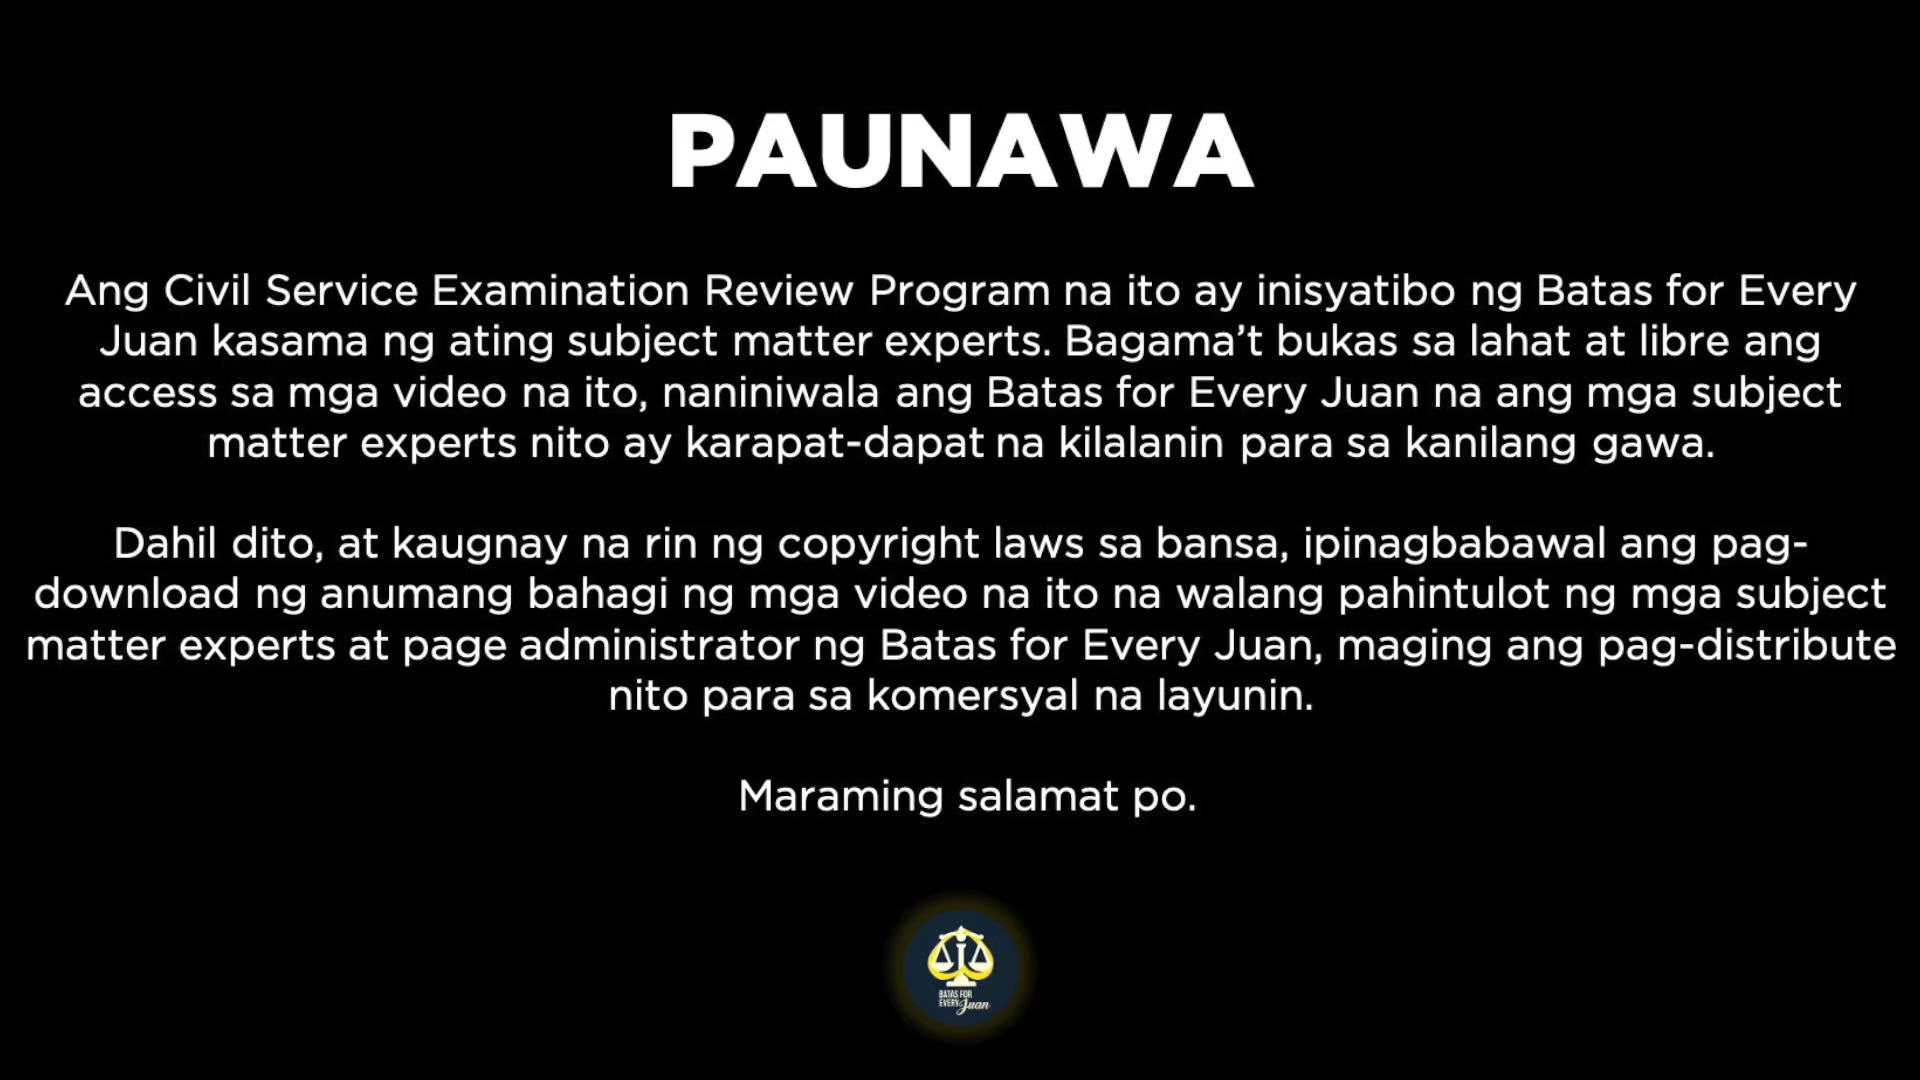 PAUNAWA
Ang Civil Service Examination Review Program na ito ay inisyatibo ng Batas for Every
Juan kasama ng ating subject matter experts. Bagama’t bukas sa lahat at libre ang
access sa mga video na ito, naniniwala ang Batas for Every Juan na ang mga subject
matter experts nito ay karapat-dapat na kilalanin para sa kanilang gawa.
Dahil dito, at kaugnay na rin ng copyright laws sa bansa, ipinagbabawal ang pag-
download ng anumang bahagi ng mga video na ito na walang pahintulot ng mga subject
matter experts at page administrator ng Batas for Every Juan, maging ang pag-distribute
nito para sa komersyal na layunin.
Maraming salamat po.
BATAS FOR
EVERY Juan